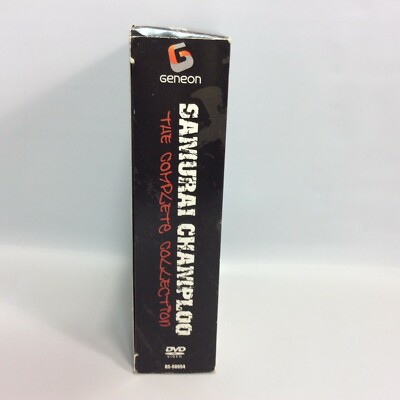 GENEON
SAMURAI CHAMPLOO
THE COMPLETE COLLECTION
DVD
VIDEO